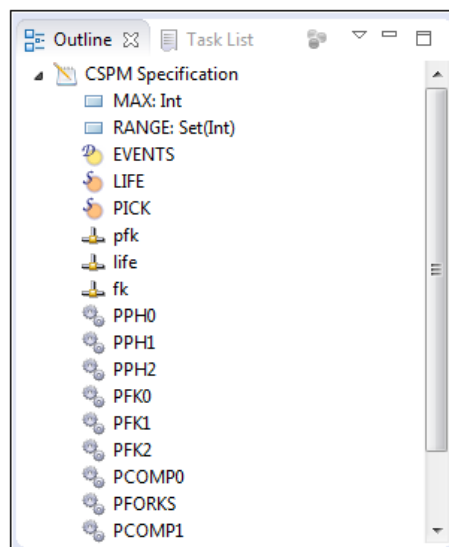 Outline Task List
CSPM Specification
MAX: Int
RANGE: Set(Int)
EVENTS
LIFE
PICK
pfk
life
fk
PPH0
PPH1
PPH2
PFK0
PFK1
PFK2
PCOMP0
PFORKS
PCOMP1